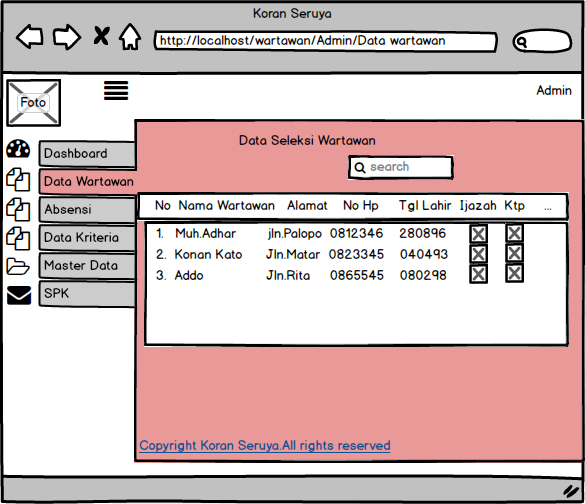 Koran Seruya
http://localhost/wartawan/Admin/Data wartawan
Foto
Admin
Data Seleksi Wartawan
search
Dashboard
Data Wartawan
Absensi
Data Kriteria
Master Data
SPK
No Nama Wartawan Alamat No Hp Tgl Lahir Ijazah Ktp ...
1. Muh.Adhar jln.Palopo 0812346 280896
2. Konan Kato Jln.Matar 0823345 040493
3. Addo Jln.Rita 0865545 080298
Copyright Koran Seruya.All rights reserved